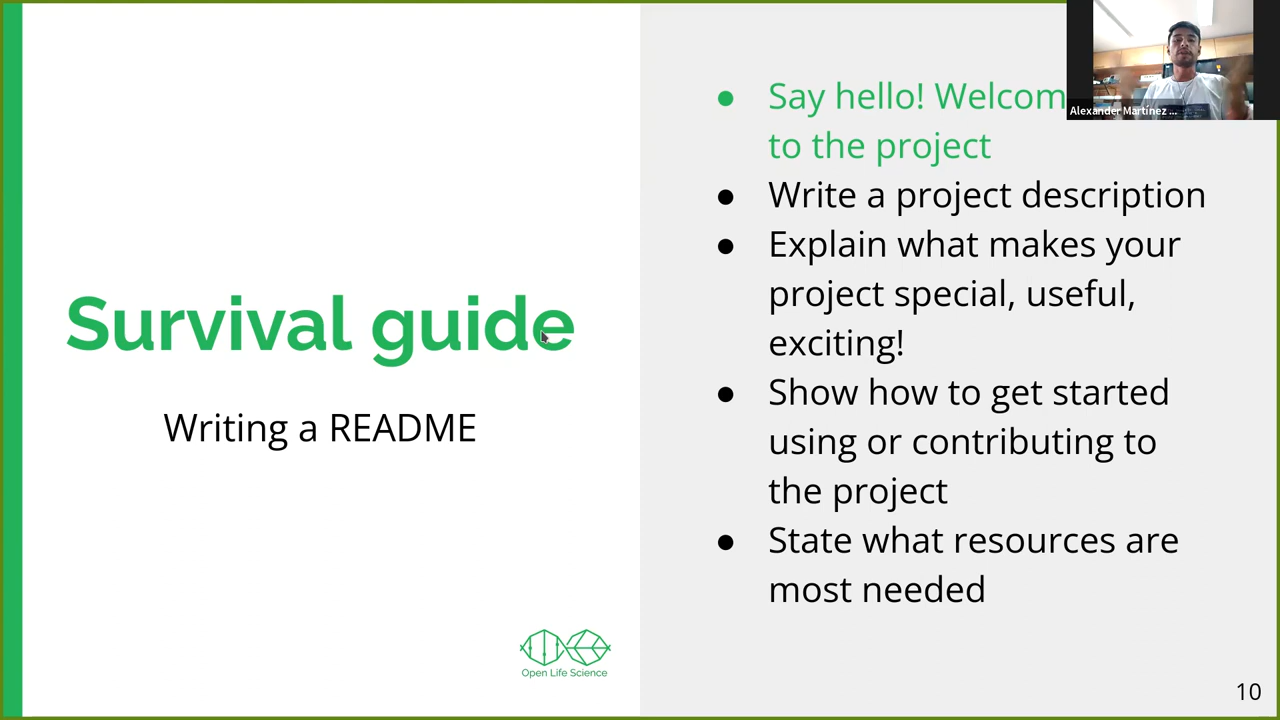 Survival guide
Writing a README
Open Life Science
● Say hello! Welcom
to the project
● Write a project description
● Explain what makes your
project special, useful,
exciting!
● Show how to get started
using or contributing to
the project
● State what resources are
most needed
Alexander Martínez ...
10